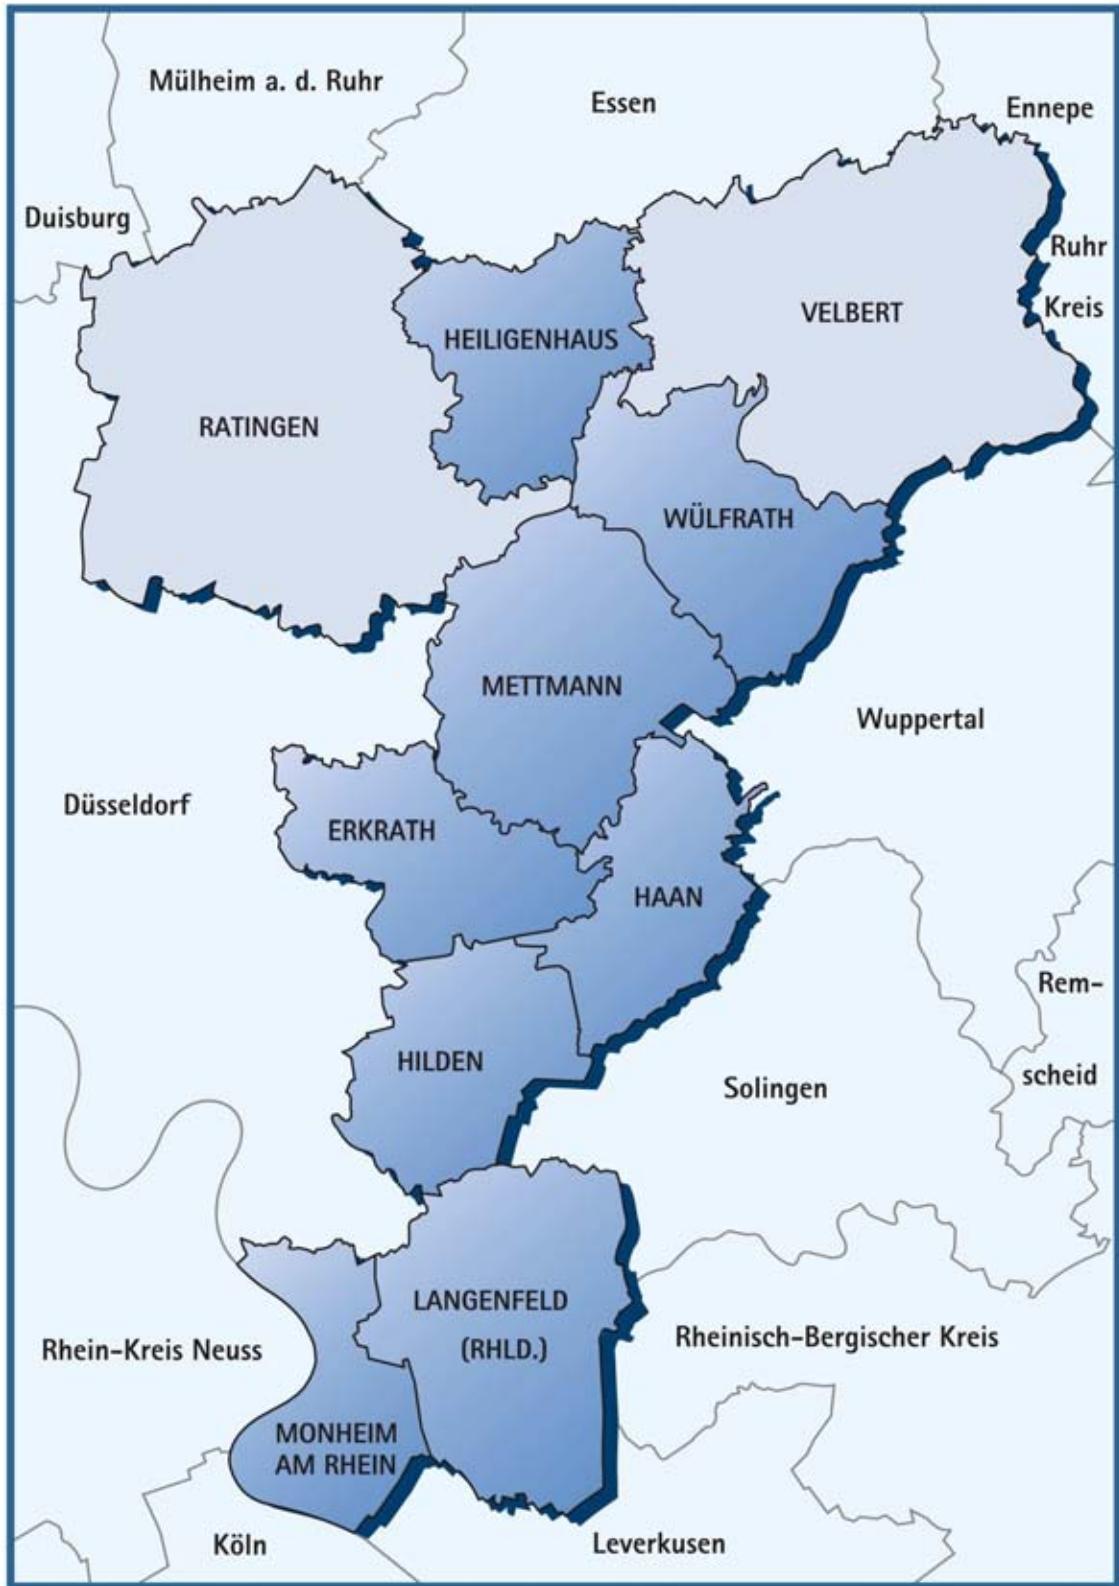 Mülheim a. d. Ruhr
Essen
Ennepe
Duisburg
Ruhr
Kreis
VELBERT
HEILIGENHAUS
RATINGEN
WÜLFRATH
METTMANN
Wuppertal
Düsseldorf
ERKRATH
HAAN
Rem-
scheid
HILDEN
Solingen
LANGENFELD
(RHLD.)
Rheinisch-Bergischer Kreis
Rhein-Kreis Neuss
MONHEIM
AM RHEIN
Köln
Leverkusen